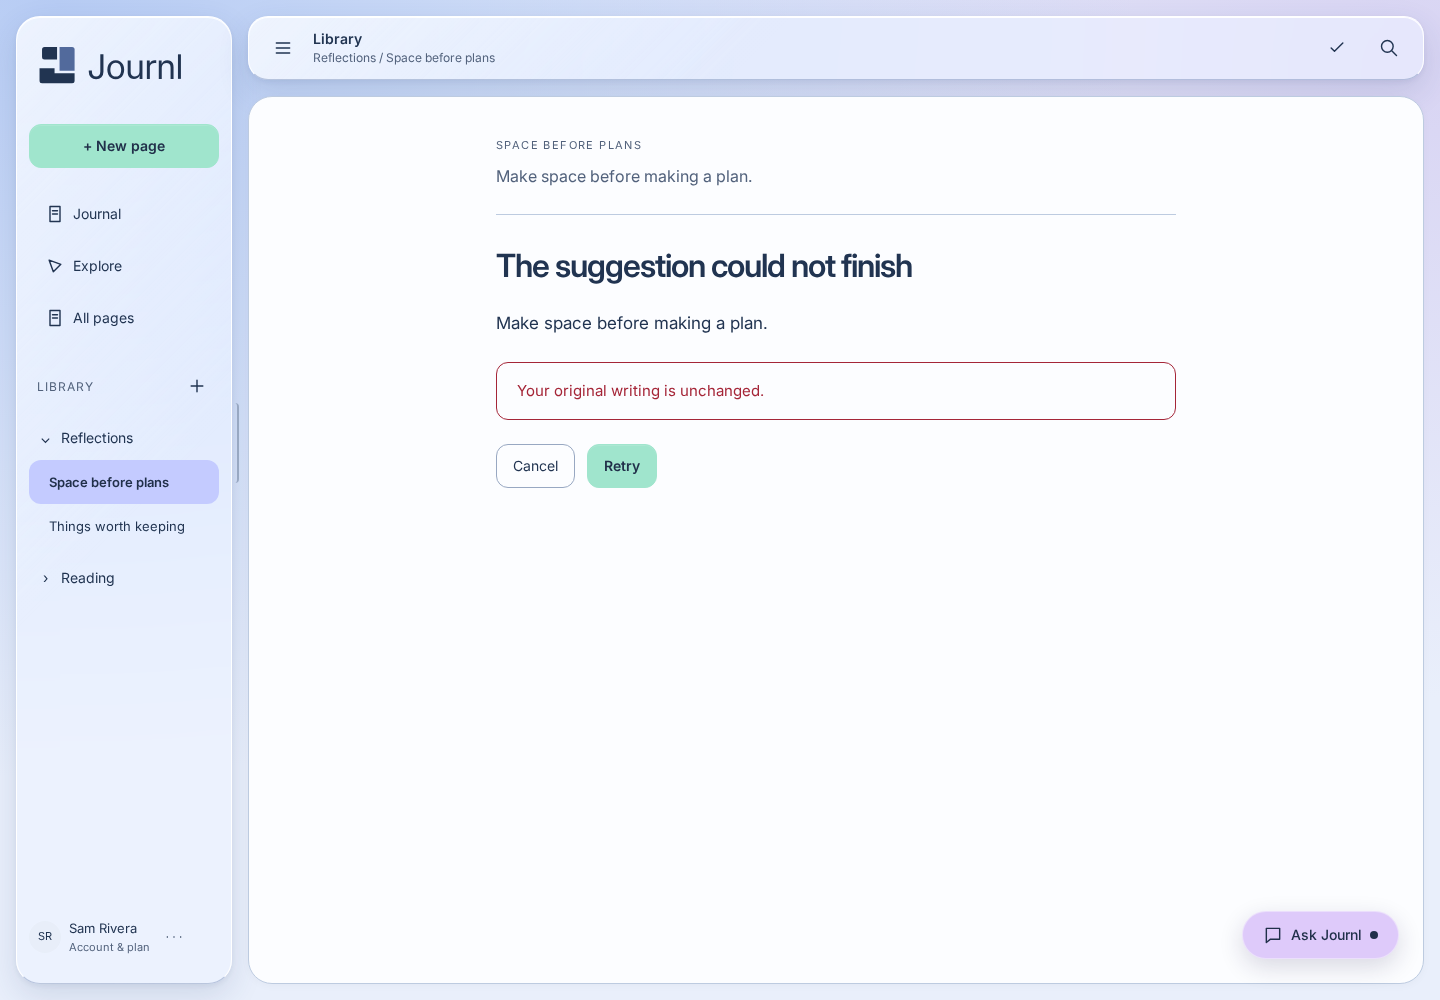 Journl
+ New page
Journal
Explore
All pages
LIBRARY
Reflections
Space before plans
Things worth keeping
Reading
SR
Sam Rivera
Account & plan
Library
Reflections / Space before plans
SPACE BEFORE PLANS
Make space before making a plan.
The suggestion could not finish
Make space before making a plan.
Your original writing is unchanged.
Cancel
Retry
Ask Journl